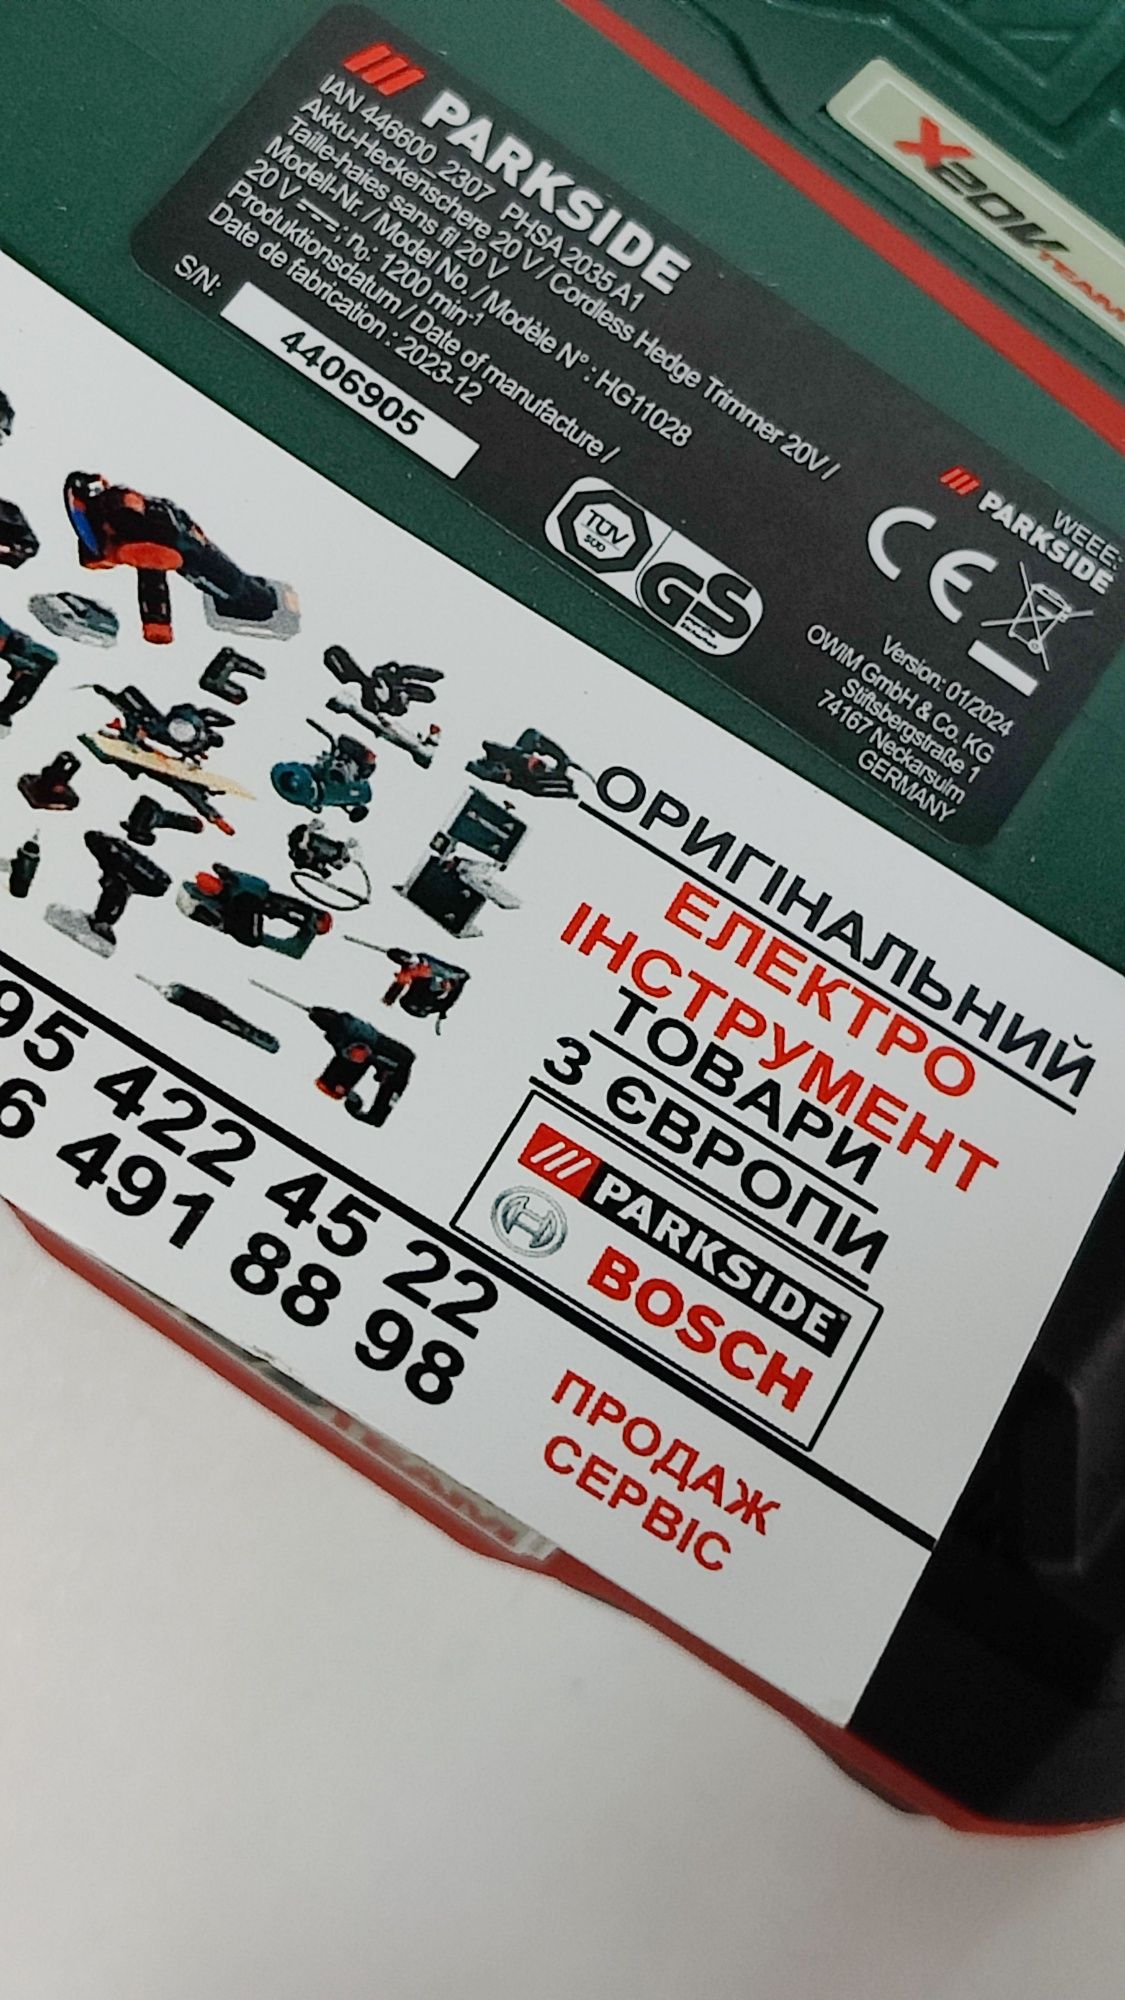 PARKSIDE
IAN 446600_2307 PHSA 2035 A1
Akku-Heckenschere 20 V / Cordless Hedge Trimmer 20V /
Taille-haies sans fil 20 V
Modell-Nr. / Model No. / Modèle N° : HG11028
20 V ⎓; n₀: 1200 min⁻¹
Produktionsdatum / Date of manufacture /
Date de fabrication : 2023-12
S/N:
4406905
TÜV
SÜD
GS
CE
WEEE:
PARKSIDE
Version: 01/2024
OWIM GmbH & Co. KG
Stiftsbergstraße 1
74167 Neckarsulm
GERMANY
X20V TEAM
ОРИГІНАЛЬНИЙ
ЕЛЕКТРО
ІНСТРУМЕНТ
ТОВАРИ
З ЄВРОПИ
PARKSIDE
BOSCH
95 422 45 22
6 491 88 98
ПРОДАЖ
СЕРВІС